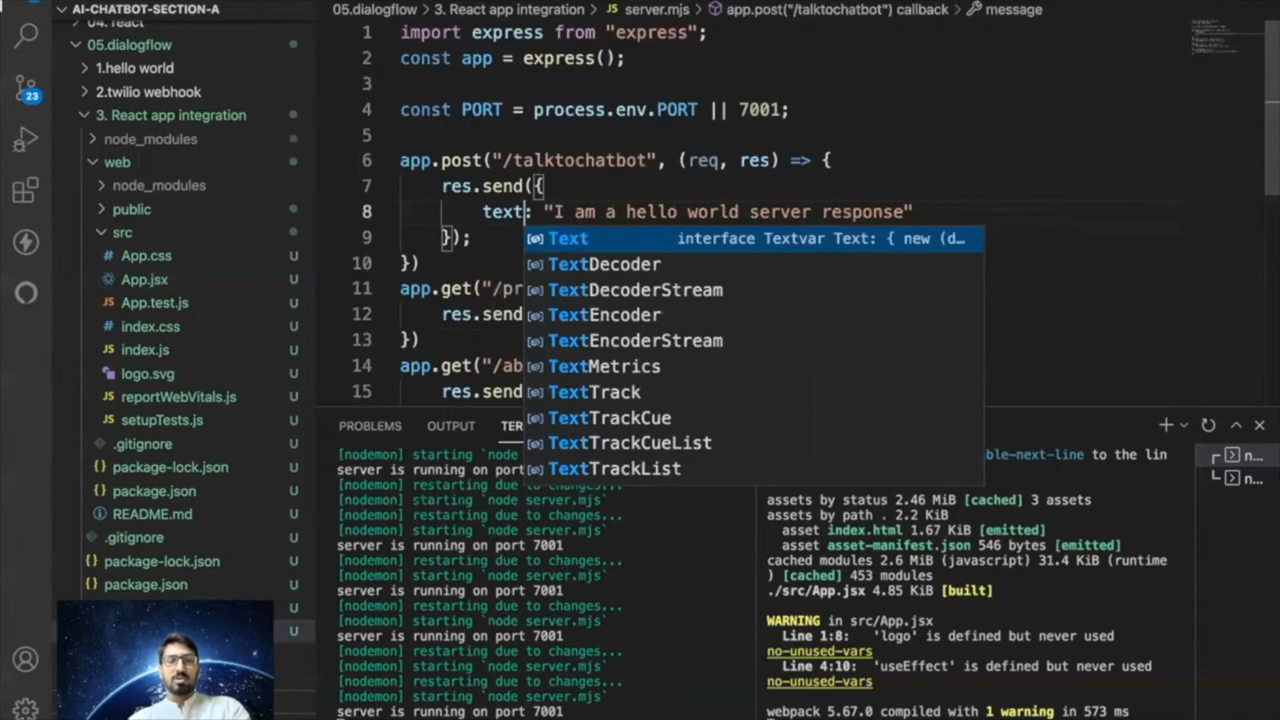 AI-CHATBOT-SECTION-A
04. react
05.dialogflow
1.hello world
2.twilio webhook
3. React app integration
node_modules
web
node_modules
public
src
App.css U
App.jsx U
JS App.test.js U
index.css U
JS index.js U
logo.svg U
JS reportWebVitals.js U
JS setupTests.js U
.gitignore U
{} package-lock.json U
{} package.json U
README.md U
.gitignore U
{} package-lock.json U
{} package.json U
U
U
23
05.dialogflow > 3. React app integration > JS server.mjs > app.post("/talktochatbot") callback > message
1 import express from "express";
2 const app = express();
3
4 const PORT = process.env.PORT || 7001;
5
6 app.post("/talktochatbot", (req, res) => {
7 res.send({
8 text: "I am a hello world server response"
9 });
10 })
11 app.get("/pr
12 res.send
13 })
14 app.get("/ab
15 res.send
Text interface Textvar Text: { new (d…
TextDecoder
TextDecoderStream
TextEncoder
TextEncoderStream
TextMetrics
TextTrack
TextTrackCue
TextTrackCueList
TextTrackList
PROBLEMS OUTPUT TER
[nodemon] starting `node
server is running on por
[nodemon] restarting due to changes...
[nodemon] starting `node server.mjs`
[nodemon] restarting due to changes...
[nodemon] starting `node server.mjs`
server is running on port 7001
[nodemon] restarting due to changes...
[nodemon] starting `node server.mjs`
server is running on port 7001
[nodemon] restarting due to changes...
[nodemon] starting `node server.mjs`
server is running on port 7001
[nodemon] restarting due to changes...
[nodemon] starting `node server.mjs`
[nodemon] restarting due to changes...
[nodemon] starting `node server.mjs`
server is running on port 7001
ble-next-line to the lin
assets by status 2.46 MiB [cached] 3 assets
assets by path . 2.2 KiB
asset index.html 1.67 KiB [emitted]
asset asset-manifest.json 546 bytes [emitted]
cached modules 2.6 MiB (javascript) 31.4 KiB (runtime
) [cached] 453 modules
./src/App.jsx 4.85 KiB [built]
WARNING in src/App.jsx
Line 1:8: 'logo' is defined but never used
no-unused-vars
Line 4:10: 'useEffect' is defined but never used
no-unused-vars
webpack 5.67.0 compiled with 1 warning in 573 ms
n...
n...